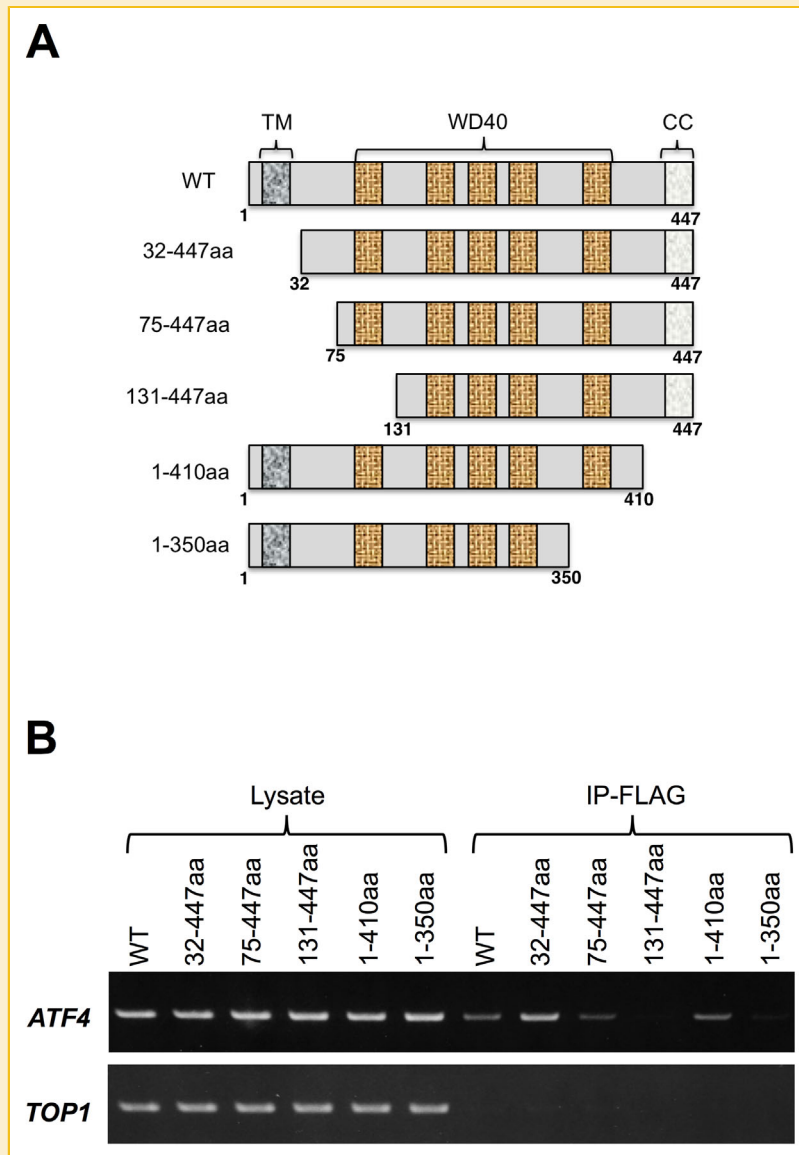 A
TM WD40 CC
WT
1 447
32-447aa
32 447
75-447aa
75 447
131-447aa
131 447
1-410aa
1 410
1-350aa
1 350
B
Lysate IP-FLAG
WT 32-447aa 75-447aa 131-447aa 1-410aa 1-350aa WT 32-447aa 75-447aa 131-447aa 1-410aa 1-350aa
ATF4
TOP1